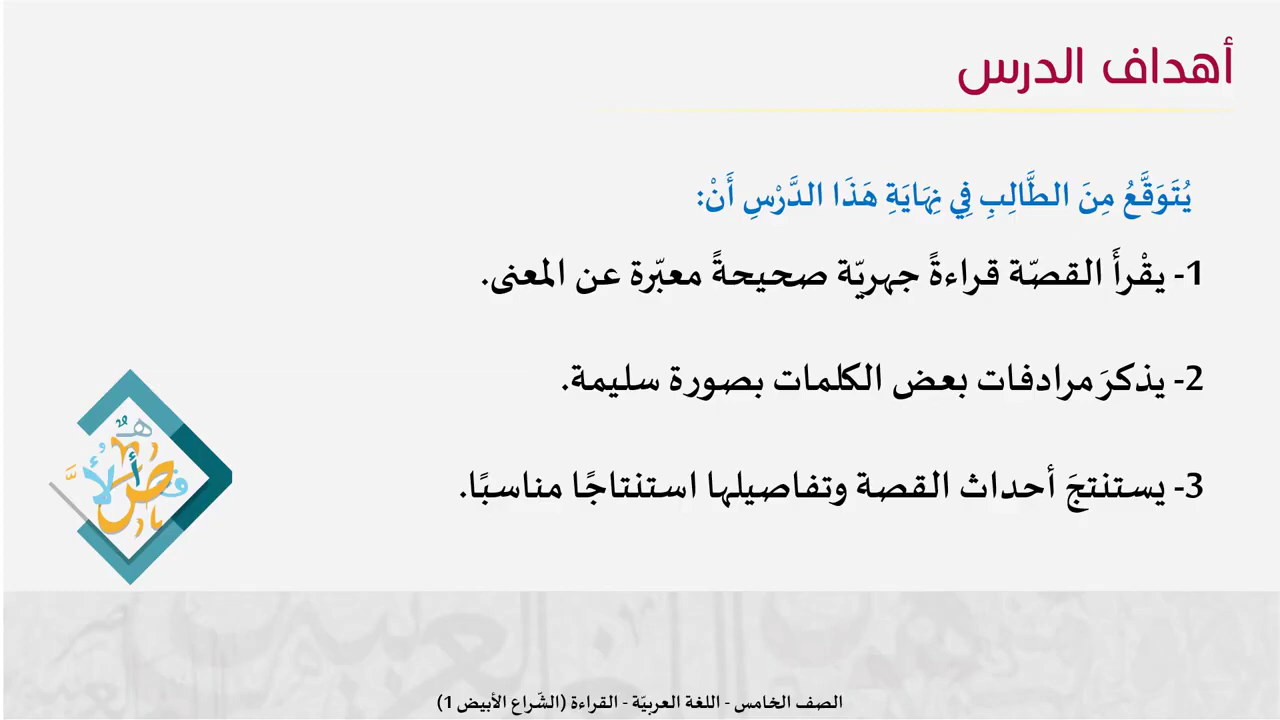 أهداف الدرس
يُتَوَقَّعُ مِنَ الطَّالِبِ فِي نِهَايَةِ هَذَا الدَّرْسِ أَنْ:
1- يقْرأَ القصّة قراءةً جهريّة صحيحةً معبّرة عن المعنى.
2- يذكرَ مرادفات بعض الكلمات بصورة سليمة.
3- يستنتجَ أحداث القصة وتفاصيلها استنتاجًا مناسبًا.
الصف الخامس - اللغة العربيّة - القراءة (الشّراع الأبيض 1)